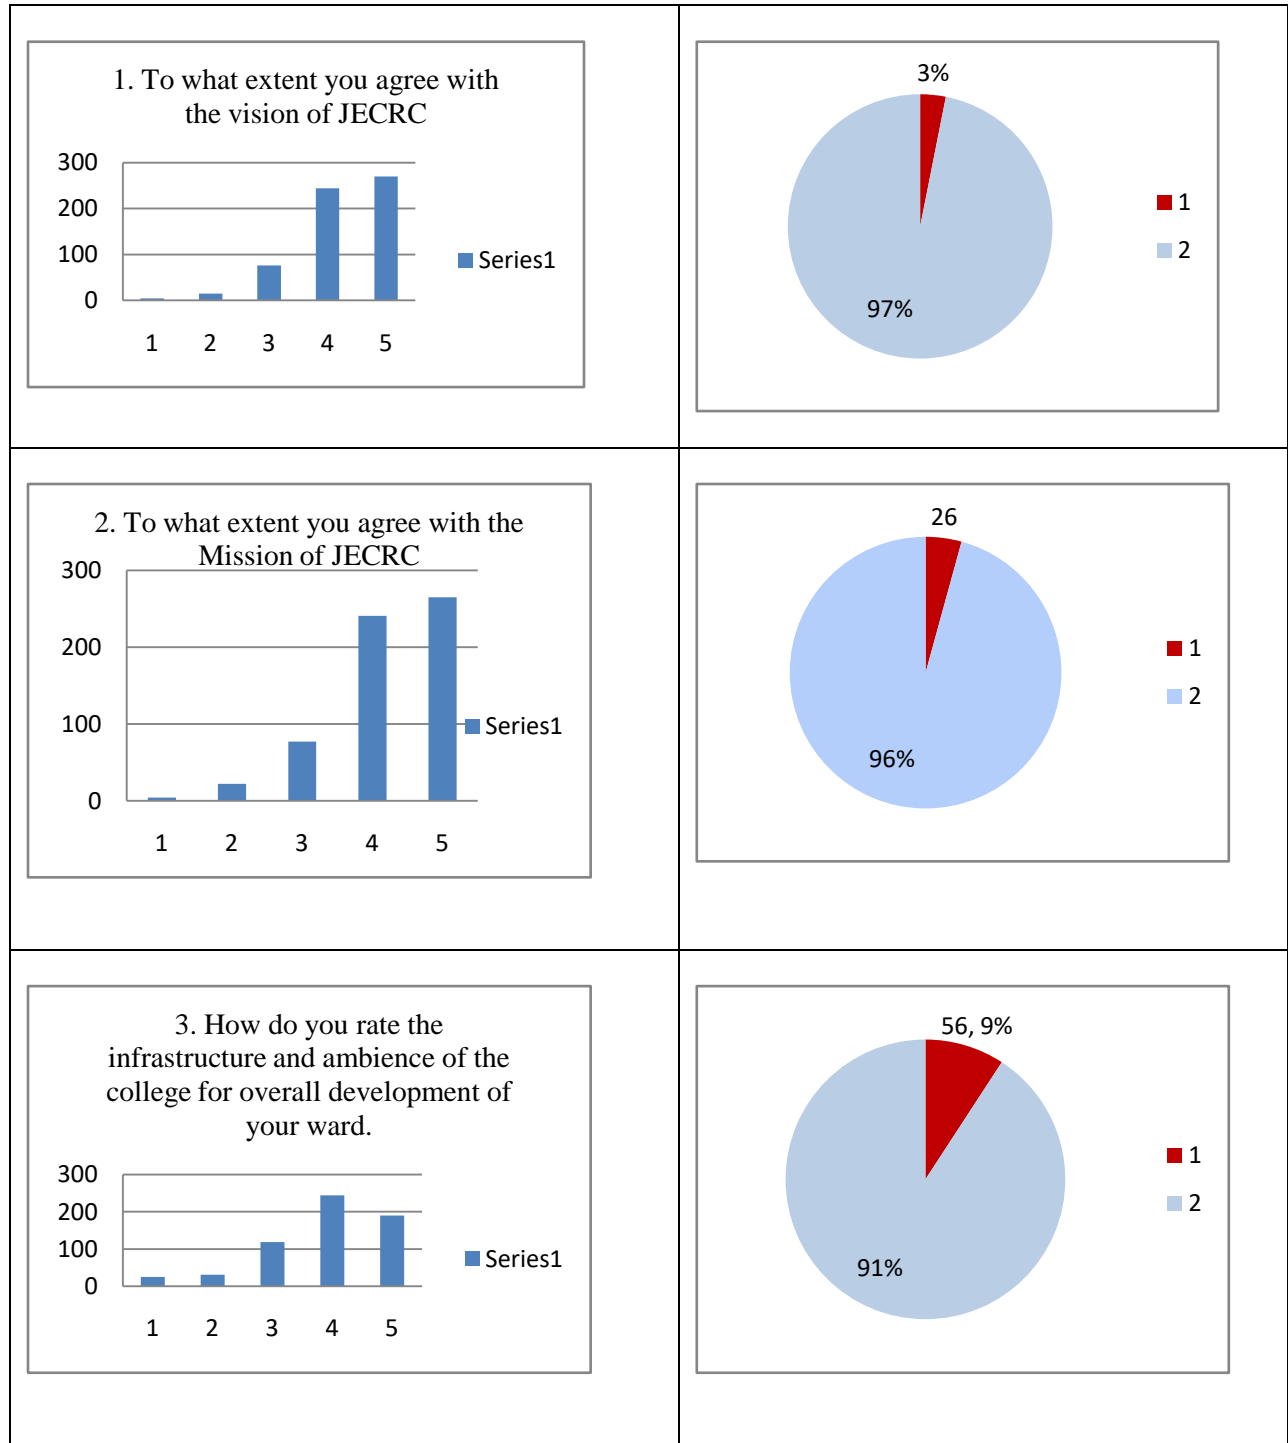 1. To what extent you agree with
the vision of JECRC
300
200
100
0
1 2 3 4 5
Series1
3%
97%
1
2
2. To what extent you agree with the
Mission of JECRC
300
200
100
0
1 2 3 4 5
Series1
26
96%
1
2
3. How do you rate the
infrastructure and ambience of the
college for overall development of
your ward.
300
200
100
0
1 2 3 4 5
Series1
56, 9%
91%
1
2